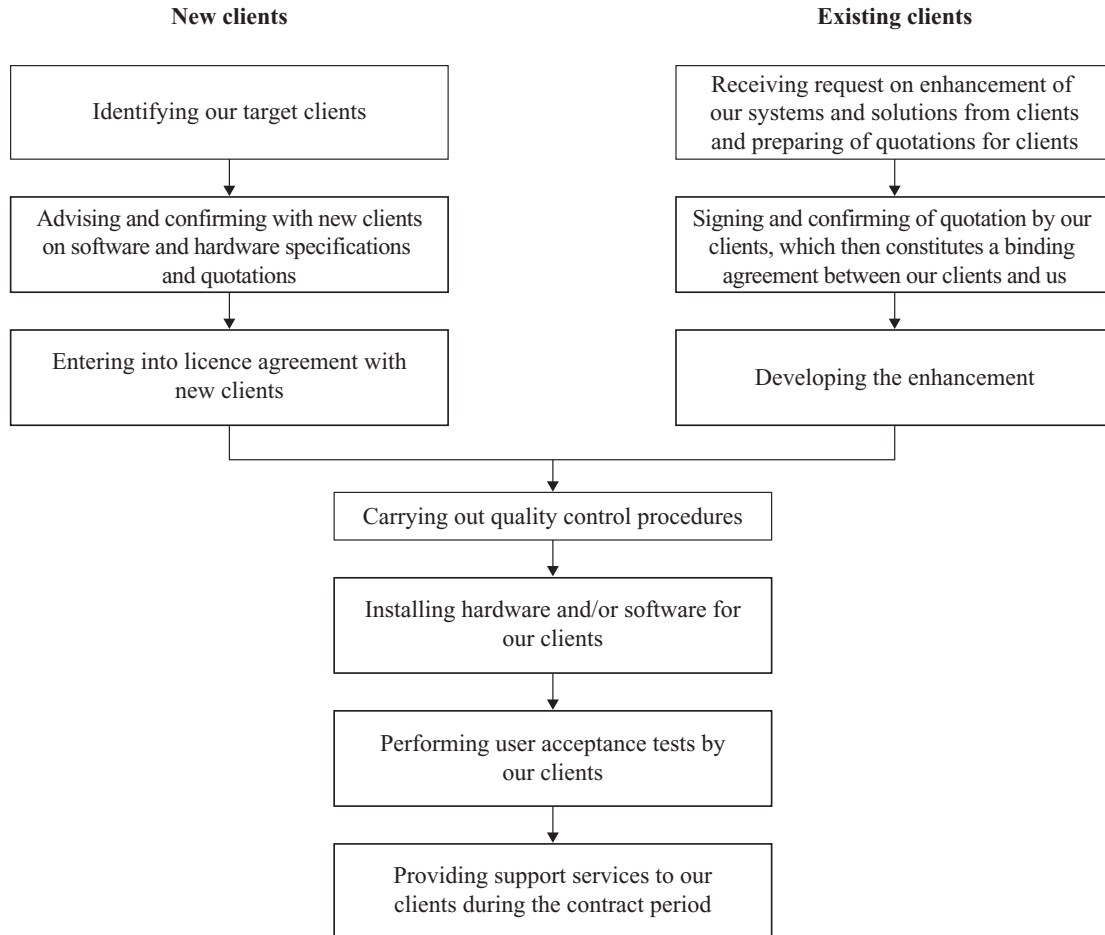 New clients
Existing clients
Identifying our target clients
Receiving request on enhancement of
our systems and solutions from clients
and preparing of quotations for clients
Advising and confirming with new clients
on software and hardware specifications
and quotations
Signing and confirming of quotation by our
clients, which then constitutes a binding
agreement between our clients and us
Entering into licence agreement with
new clients
Developing the enhancement
Carrying out quality control procedures
Installing hardware and/or software for
our clients
Performing user acceptance tests by
our clients
Providing support services to our
clients during the contract period